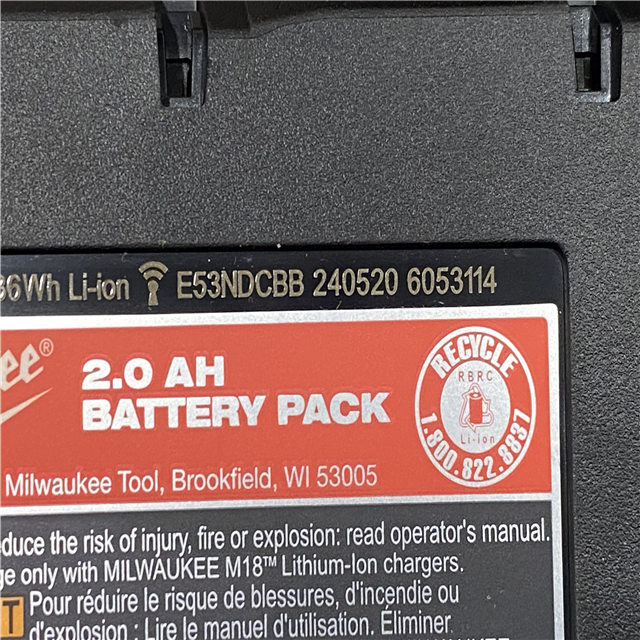 36Wh Li-ion E53NDCBB 240520 6053114
ee®
2.0 AH
BATTERY PACK
RECYCLE
RBRC
Li-ion
1.800.822.8837
Milwaukee Tool, Brookfield, WI 53005
educe the risk of injury, fire or explosion: read operator's manual.
ge only with MILWAUKEE M18™ Lithium-Ion chargers.
T Pour réduire le risque de blessures, d'incendie ou
d'explosion : Lire le manuel d'utilisation. Éliminer